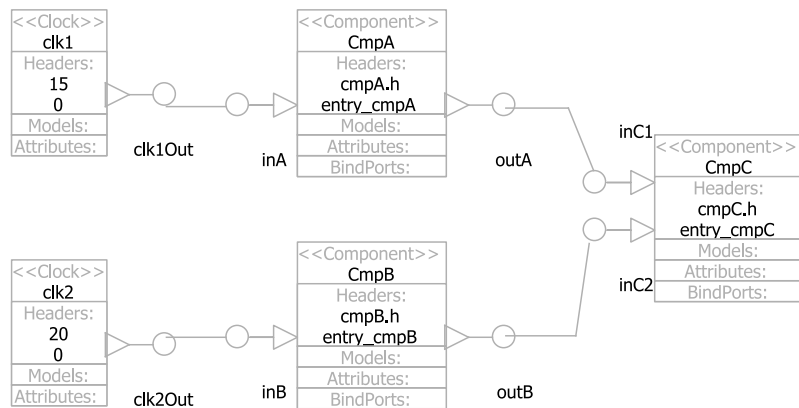 <<Clock>>
clk1
Headers:
15
0
Models:
Attributes:
clk1Out
inA
<<Component>>
CmpA
Headers:
cmpA.h
entry_cmpA
Models:
Attributes:
BindPorts:
outA
inC1
<<Component>>
CmpC
Headers:
cmpC.h
entry_cmpC
Models:
Attributes:
BindPorts:
inC2
<<Clock>>
clk2
Headers:
20
0
Models:
Attributes:
clk2Out
inB
<<Component>>
CmpB
Headers:
cmpB.h
entry_cmpB
Models:
Attributes:
BindPorts:
outB